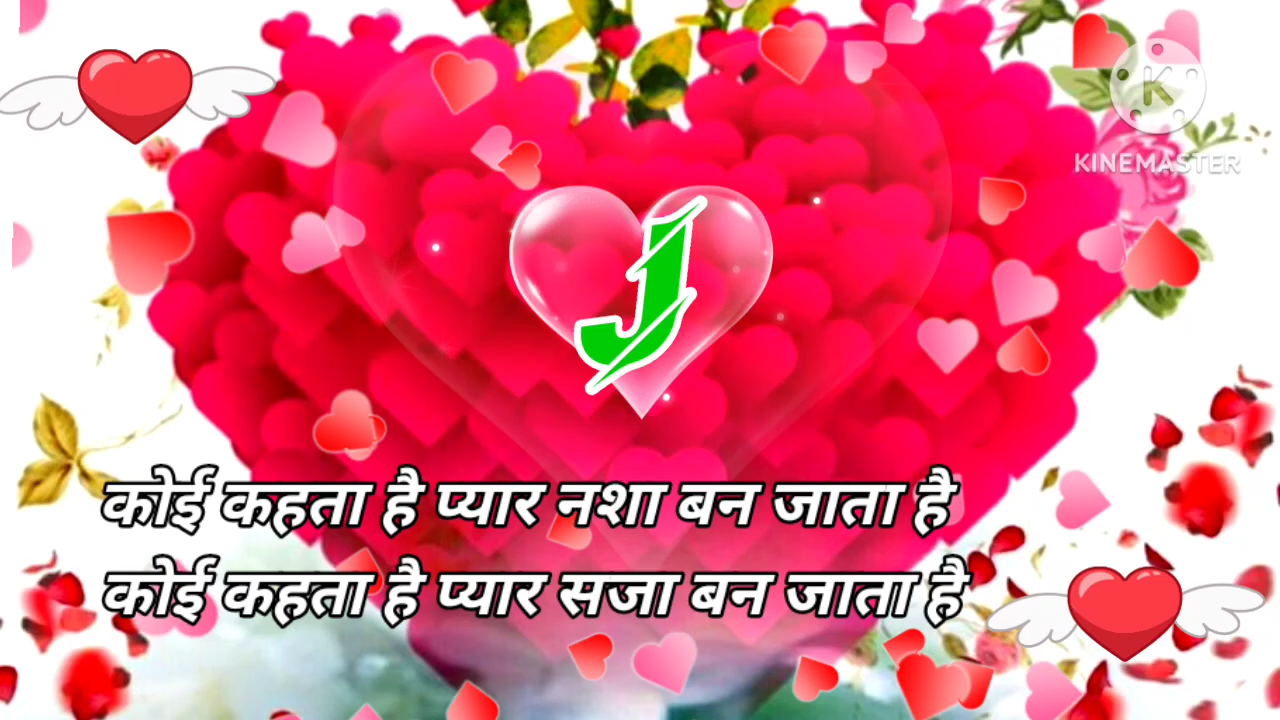 K
KINEMASTER
J
कोई कहता है प्यार नशा बन जाता है
कोई कहता है प्यार सजा बन जाता है